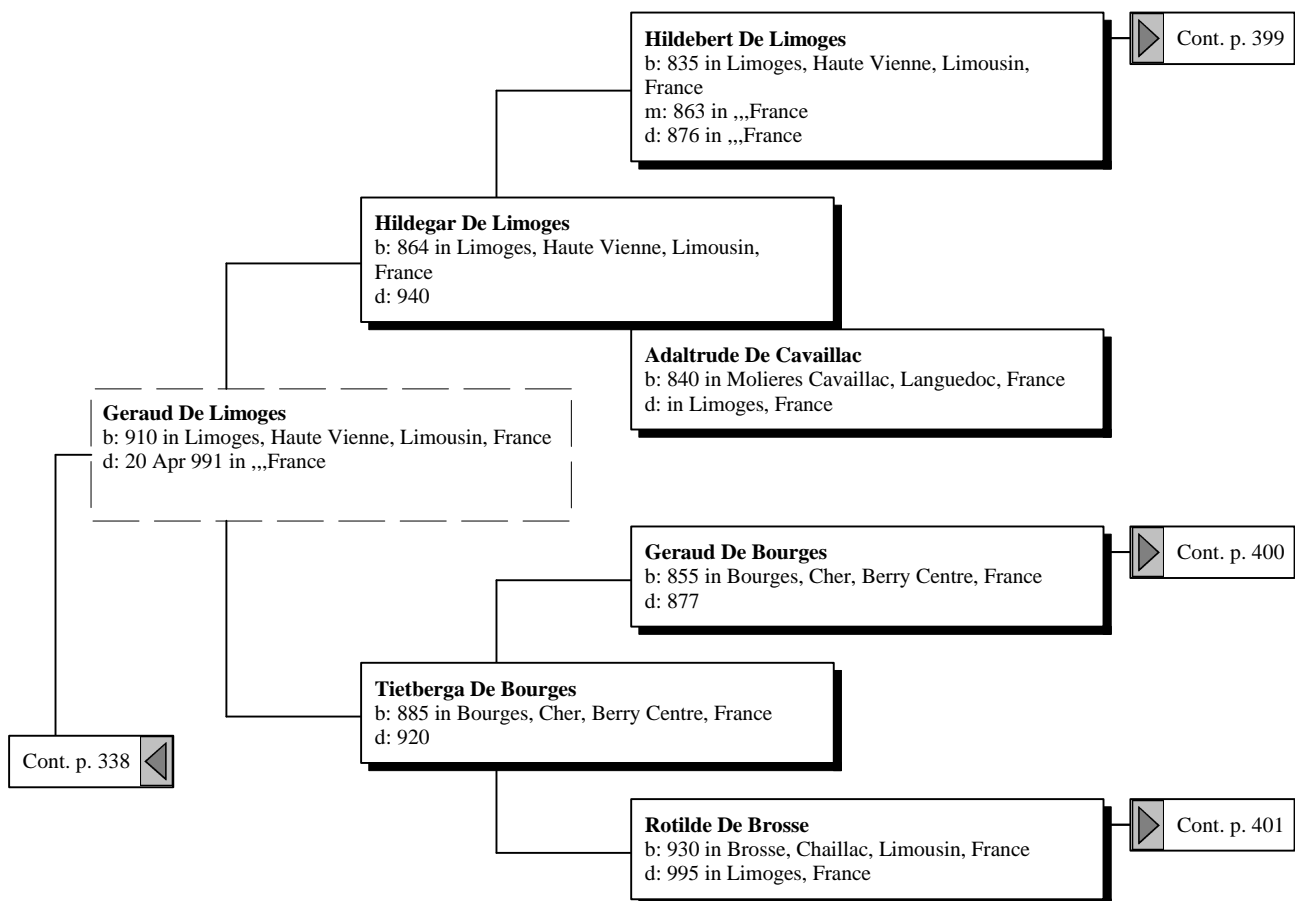 Hildebert De Limoges
b: 835 in Limoges, Haute Vienne, Limousin,
France
m: 863 in ,,,France
d: 876 in ,,,France
Cont. p. 399
Hildegar De Limoges
b: 864 in Limoges, Haute Vienne, Limousin,
France
d: 940
Adaltrude De Cavaillac
b: 840 in Molieres Cavaillac, Languedoc, France
d: in Limoges, France
Geraud De Limoges
b: 910 in Limoges, Haute Vienne, Limousin, France
d: 20 Apr 991 in ,,,France
Geraud De Bourges
b: 855 in Bourges, Cher, Berry Centre, France
d: 877
Cont. p. 400
Tietberga De Bourges
b: 885 in Bourges, Cher, Berry Centre, France
d: 920
Cont. p. 338
Rotilde De Brosse
b: 930 in Brosse, Chaillac, Limousin, France
d: 995 in Limoges, France
Cont. p. 401